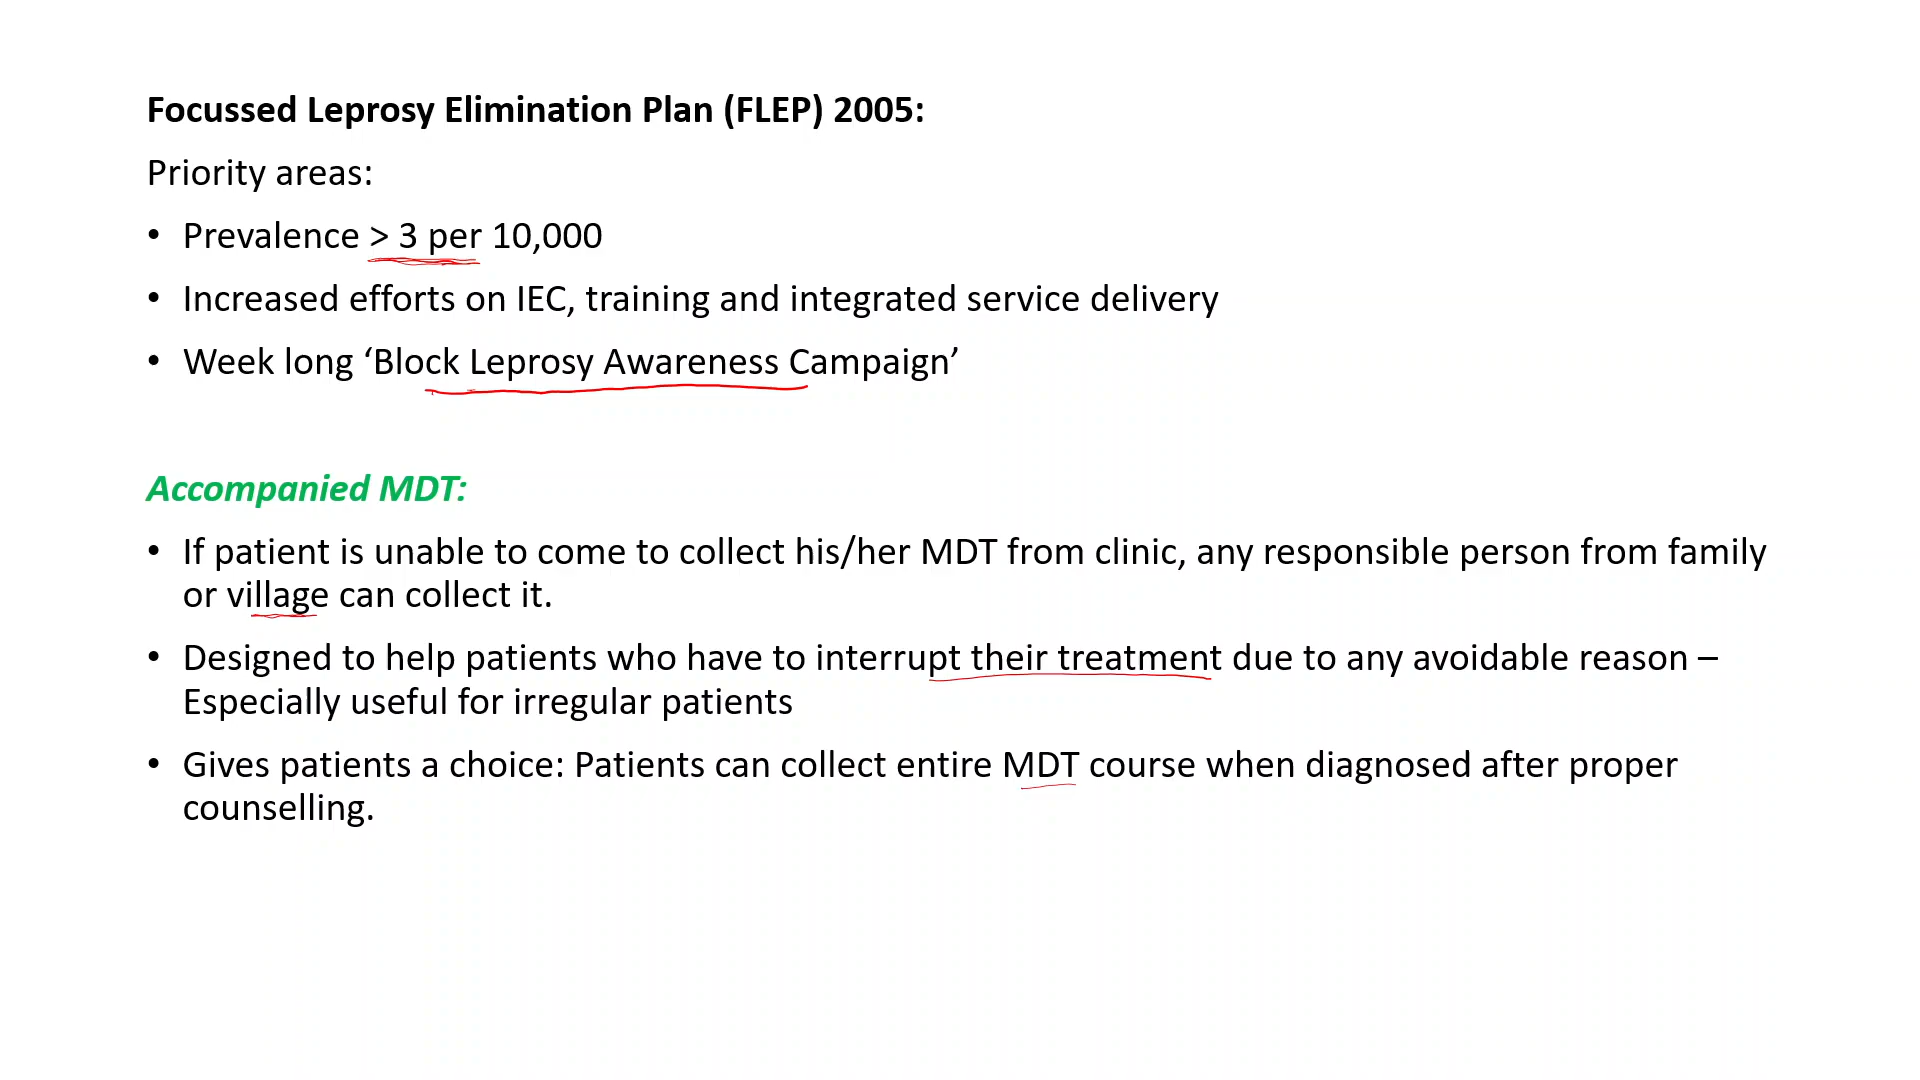 Focussed Leprosy Elimination Plan (FLEP) 2005:
Priority areas:
• Prevalence > 3 per 10,000
• Increased efforts on IEC, training and integrated service delivery
• Week long ‘Block Leprosy Awareness Campaign’
Accompanied MDT:
• If patient is unable to come to collect his/her MDT from clinic, any responsible person from family
or village can collect it.
• Designed to help patients who have to interrupt their treatment due to any avoidable reason –
Especially useful for irregular patients
• Gives patients a choice: Patients can collect entire MDT course when diagnosed after proper
counselling.